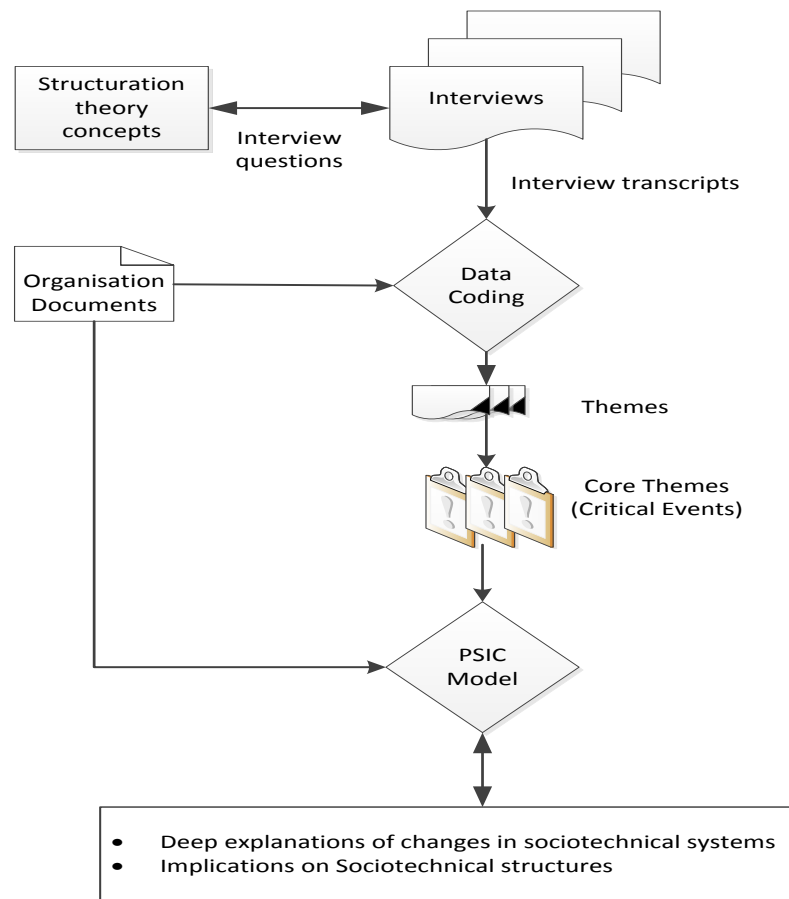 Structuration
theory
concepts
Interviews
Interview
questions
Interview transcripts
Organisation
Documents
Data
Coding
Themes
Core Themes
(Critical Events)
PSIC
Model
• Deep explanations of changes in sociotechnical systems
• Implications on Sociotechnical structures